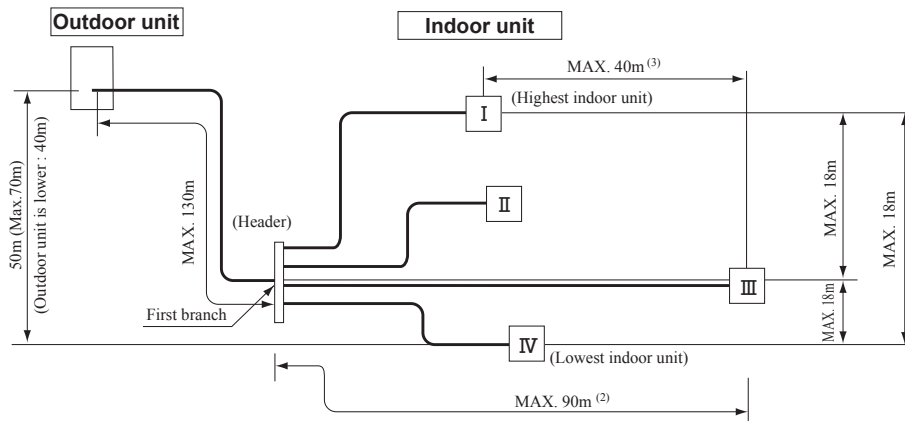 Outdoor unit
Indoor unit
MAX. 40m (3)
(Highest indoor unit)
I
50m (Max.70m)
(Outdoor unit is lower : 40m)
MAX. 130m
(Header)
II
MAX. 18m
MAX. 18m
First branch
III
MAX. 18m
IV
(Lowest indoor unit)
MAX. 90m (2)